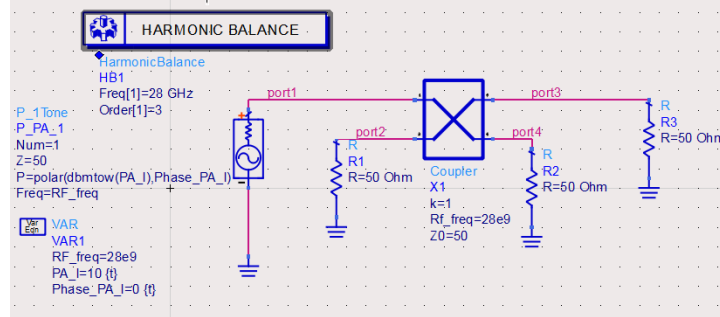 HARMONIC BALANCE
HarmonicBalance
HB1
Freq[1]=28 GHz
Order[1]=3
P_1Tone
P_PA_1
Num=1
Z=50
P=polar(dbmtow(PA_I),Phase_PA_I)
Freq=RF_freq
Var
Eqn
VAR
VAR1
RF_freq=28e9
PA_I=10 {t}
Phase_PA_I=0 {t}
port1
port2
port3
port4
R
R1
R=50 Ohm
Coupler
X1
k=1
Rf_freq=28e9
Z0=50
R
R2
R=50 Ohm
R
R3
R=50 Ohm